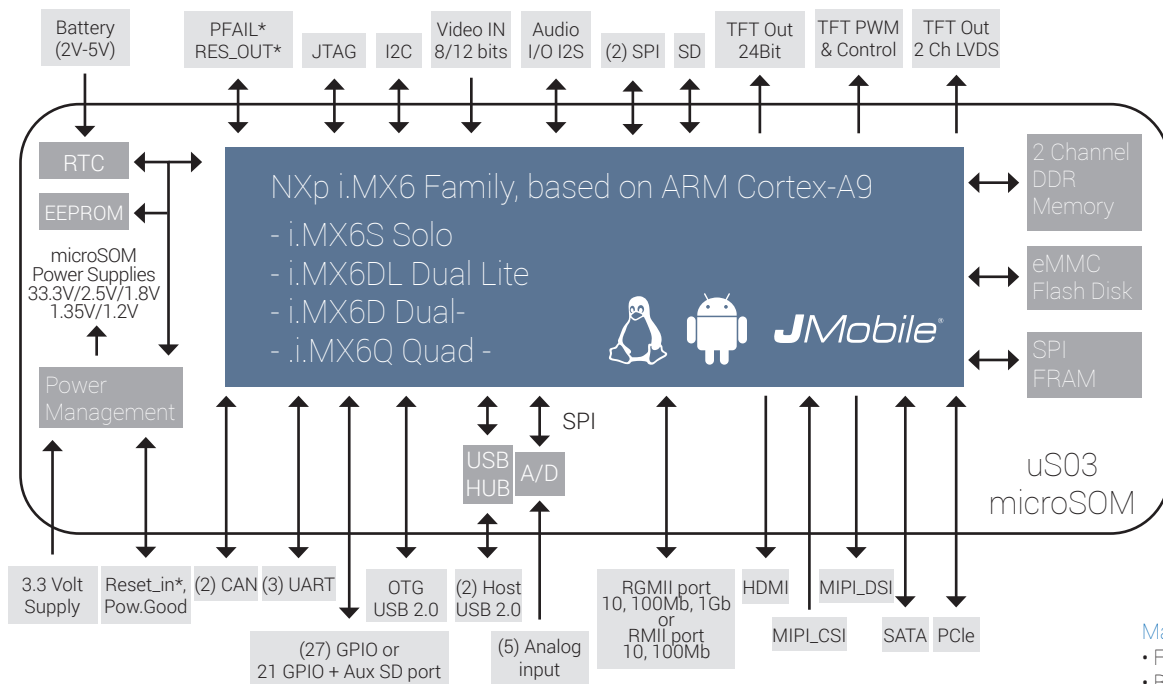 Battery
(2V-5V)
PFAIL*
RES_OUT*
JTAG
I2C
Video IN
8/12 bits
Audio
I/O I2S
(2) SPI
SD
TFT Out
24Bit
TFT PWM
& Control
TFT Out
2 Ch LVDS
RTC
EEPROM
microSOM
Power Supplies
33.3V/2.5V/1.8V
1.35V/1.2V
Power
Management
NXp i.MX6 Family, based on ARM Cortex-A9
- i.MX6S Solo
- i.MX6DL Dual Lite
- i.MX6D Dual-
- .i.MX6Q Quad -
JMobile®
2 Channel
DDR
Memory
eMMC
Flash Disk
SPI
FRAM
SPI
USB
HUB
A/D
uS03
microSOM
3.3 Volt
Supply
Reset_in*,
Pow.Good
(2) CAN
(3) UART
OTG
USB 2.0
(2) Host
USB 2.0
RGMII port
10, 100Mb, 1Gb
or
RMII port
10, 100Mb
HDMI
MIPI_DSI
(27) GPIO or
21 GPIO + Aux SD port
(5) Analog
input
MIPI_CSI
SATA
PCIe